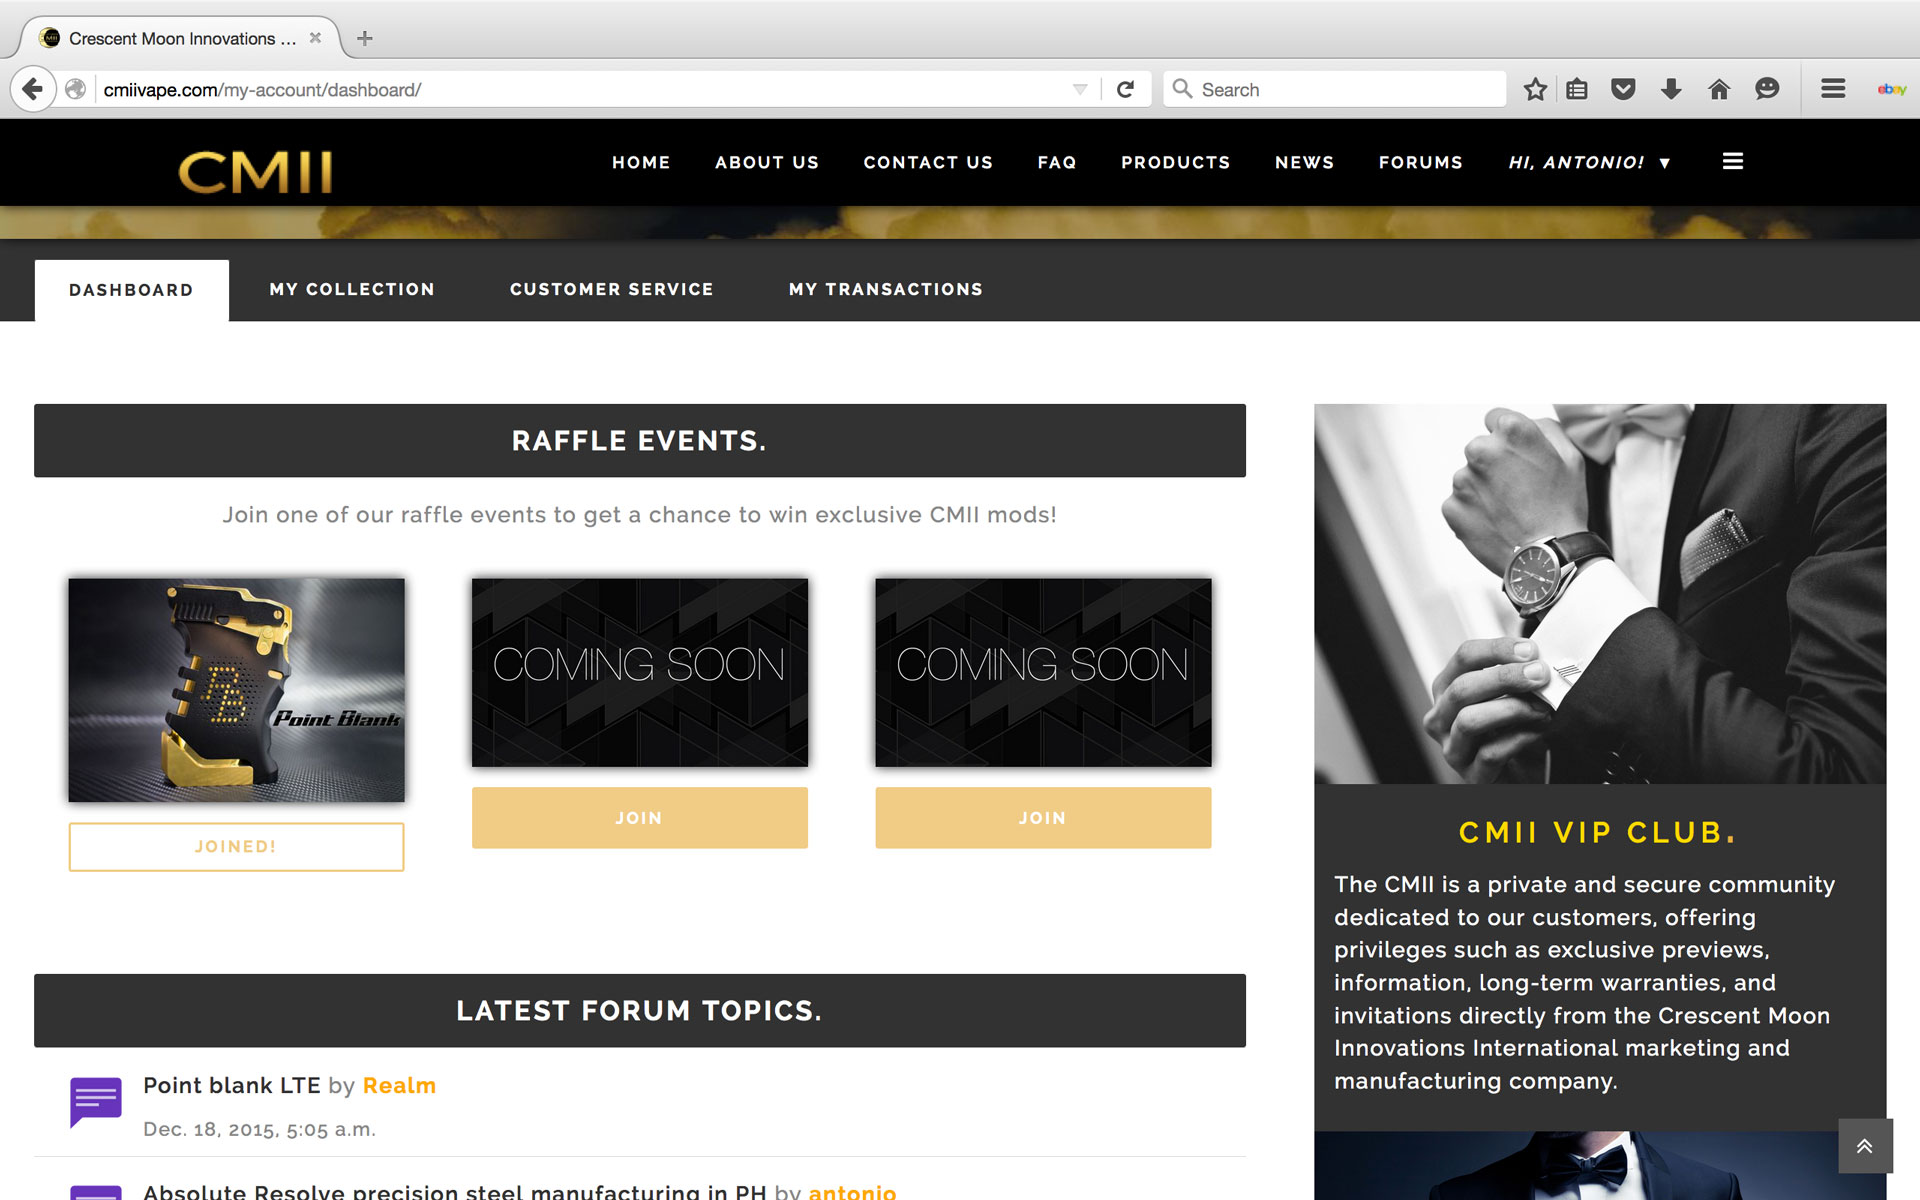 Crescent Moon Innovations ...
cmiivape.com/my-account/dashboard/
Search
ebay
CMII
HOME
ABOUT US
CONTACT US
FAQ
PRODUCTS
NEWS
FORUMS
HI, ANTONIO! ▼
DASHBOARD
MY COLLECTION
CUSTOMER SERVICE
MY TRANSACTIONS
RAFFLE EVENTS.
Join one of our raffle events to get a chance to win exclusive CMII mods!
Point Blank
COMING SOON
COMING SOON
JOINED!
JOIN
JOIN
LATEST FORUM TOPICS.
Point blank LTE by Realm
Dec. 18, 2015, 5:05 a.m.
Absolute Resolve precision steel manufacturing in PH by antonio
CMII VIP CLUB.
The CMII is a private and secure community
dedicated to our customers, offering
privileges such as exclusive previews,
information, long-term warranties, and
invitations directly from the Crescent Moon
Innovations International marketing and
manufacturing company.